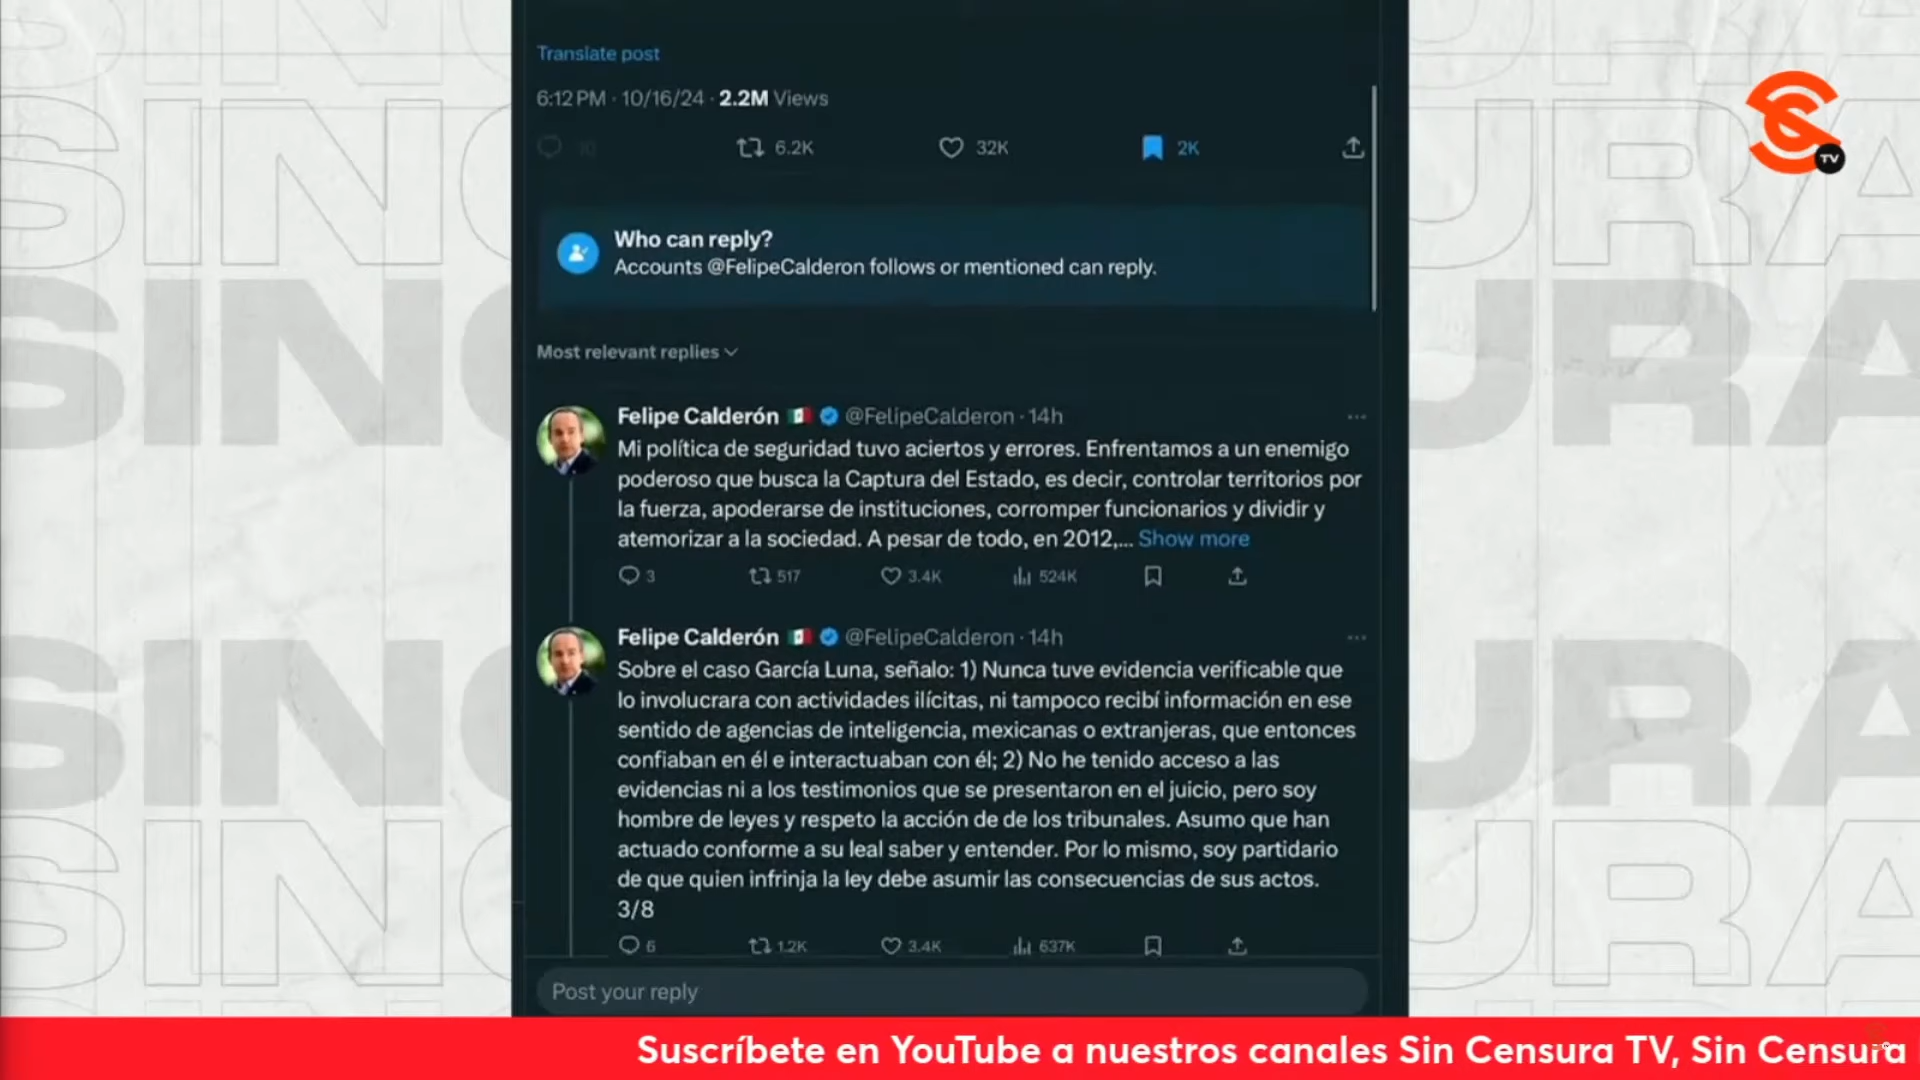 Translate post
6:12 PM · 10/16/24 · 2.2M Views
6.2K 32K 2K
TV
Who can reply?
Accounts @FelipeCalderon follows or mentioned can reply.
Most relevant replies
Felipe Calderón @FelipeCalderon · 14h
Mi política de seguridad tuvo aciertos y errores. Enfrentamos a un enemigo
poderoso que busca la Captura del Estado, es decir, controlar territorios por
la fuerza, apoderarse de instituciones, corromper funcionarios y dividir y
atemorizar a la sociedad. A pesar de todo, en 2012,... Show more
3 517 3.4K 524K
Felipe Calderón @FelipeCalderon · 14h
Sobre el caso García Luna, señalo: 1) Nunca tuve evidencia verificable que
lo involucrara con actividades ilícitas, ni tampoco recibí información en ese
sentido de agencias de inteligencia, mexicanas o extranjeras, que entonces
confiaban en él e interactuaban con él; 2) No he tenido acceso a las
evidencias ni a los testimonios que se presentaron en el juicio, pero soy
hombre de leyes y respeto la acción de de los tribunales. Asumo que han
actuado conforme a su leal saber y entender. Por lo mismo, soy partidario
de que quien infrinja la ley debe asumir las consecuencias de sus actos.
3/8
6 1.2K 3.4K 637K
Post your reply
Suscríbete en YouTube a nuestros canales Sin Censura TV, Sin Censura